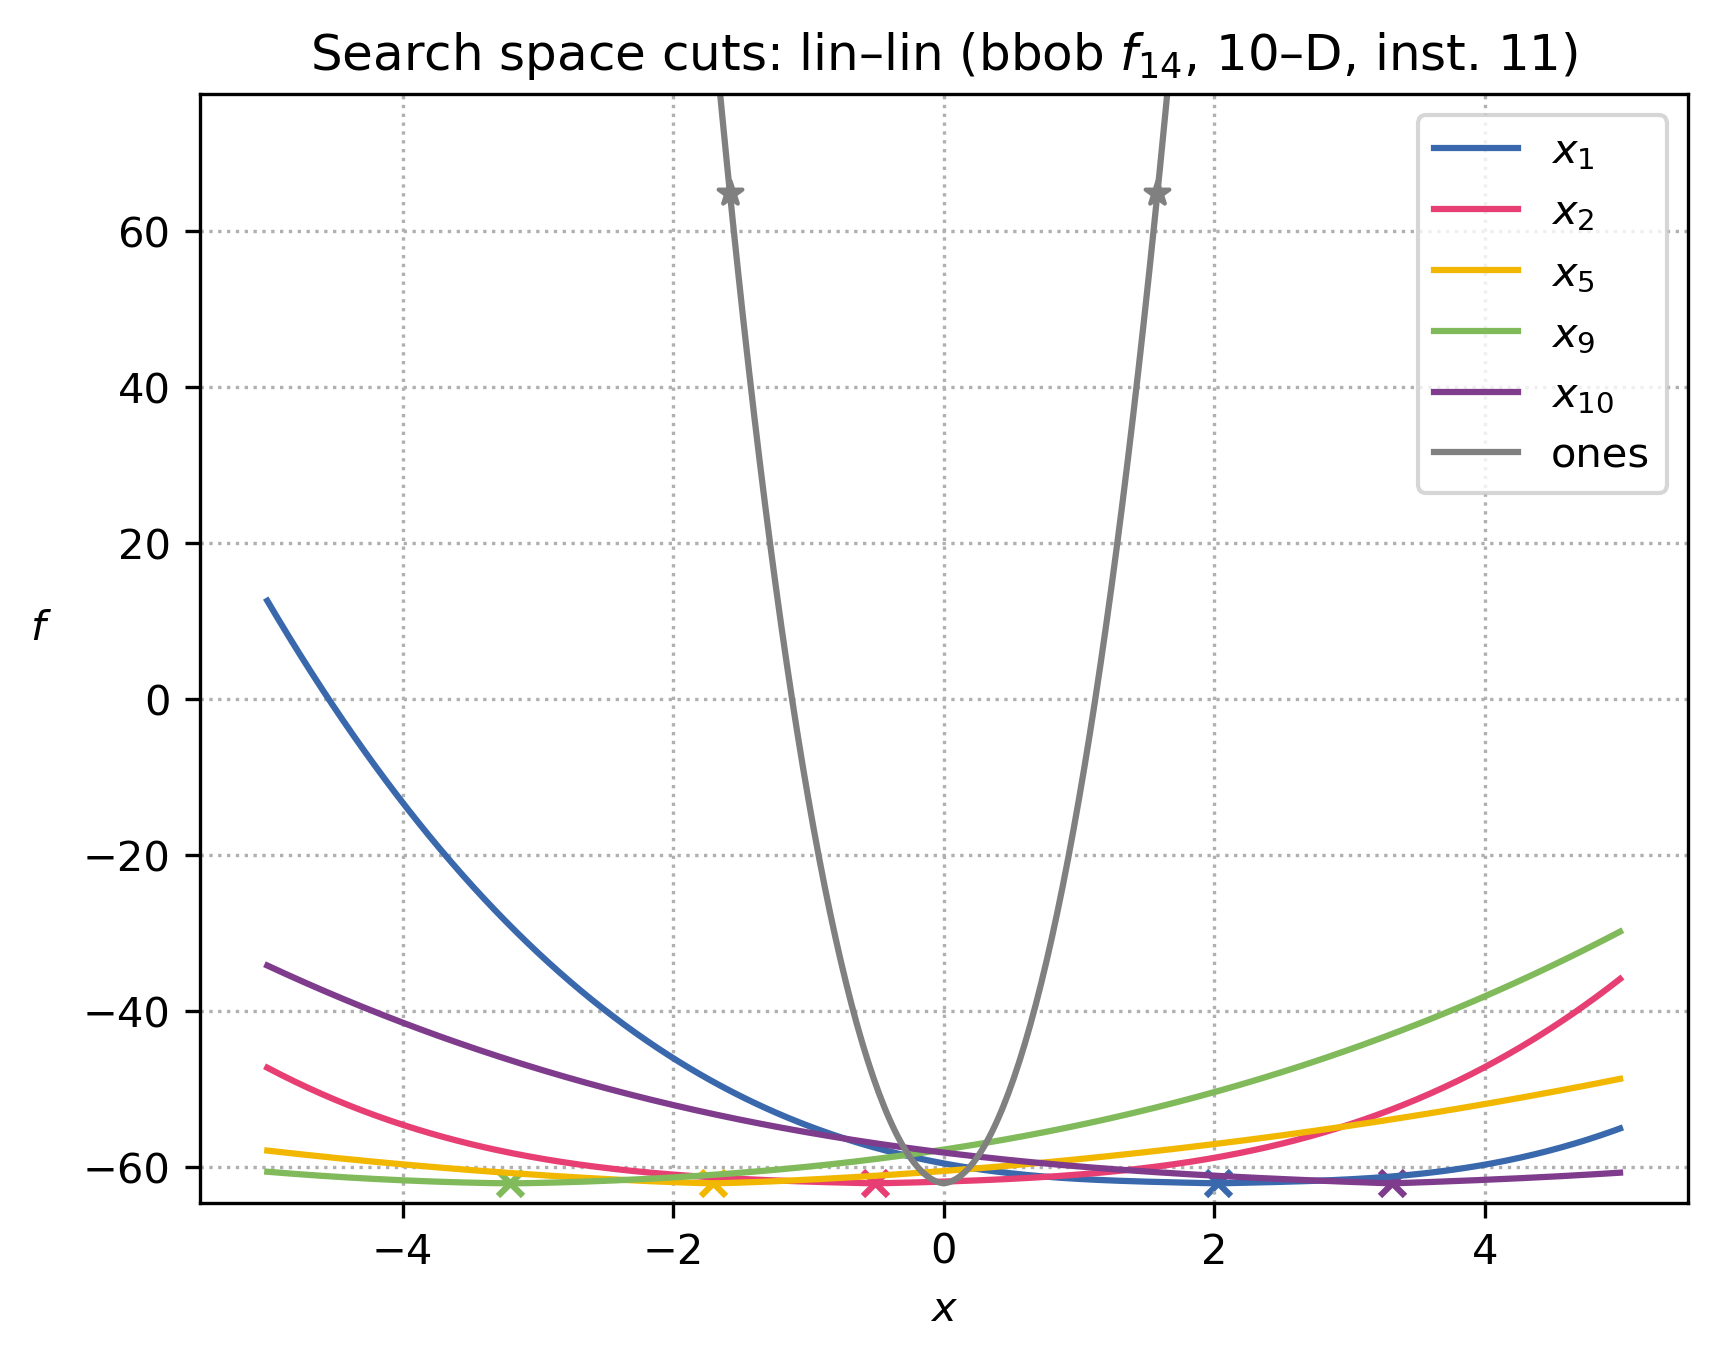 Search space cuts: lin–lin (bbob f₁₄, 10–D, inst. 11)
x₁
x₂
x₅
x₉
x₁₀
ones
60
40
20
0
−20
−40
−60
f
−4
−2
0
2
4
x